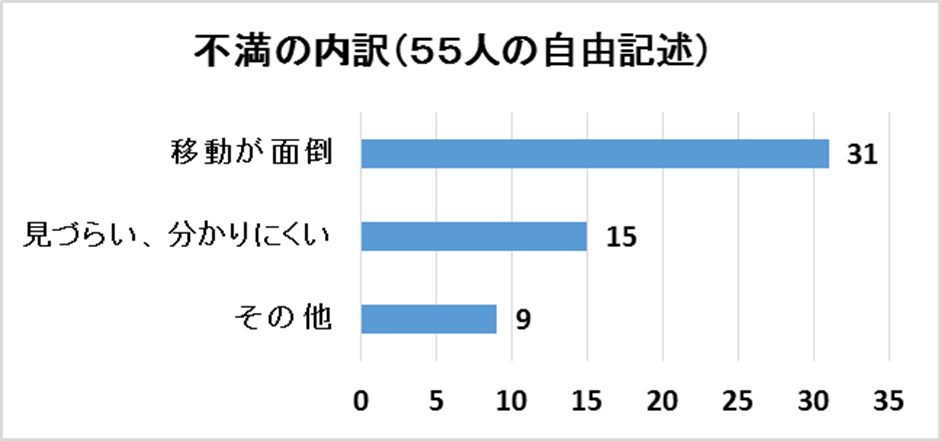 不満の内訳(55人の自由記述)
移動が面倒 31
見づらい、分かりにくい 15
その他 9
0 5 10 15 20 25 30 35